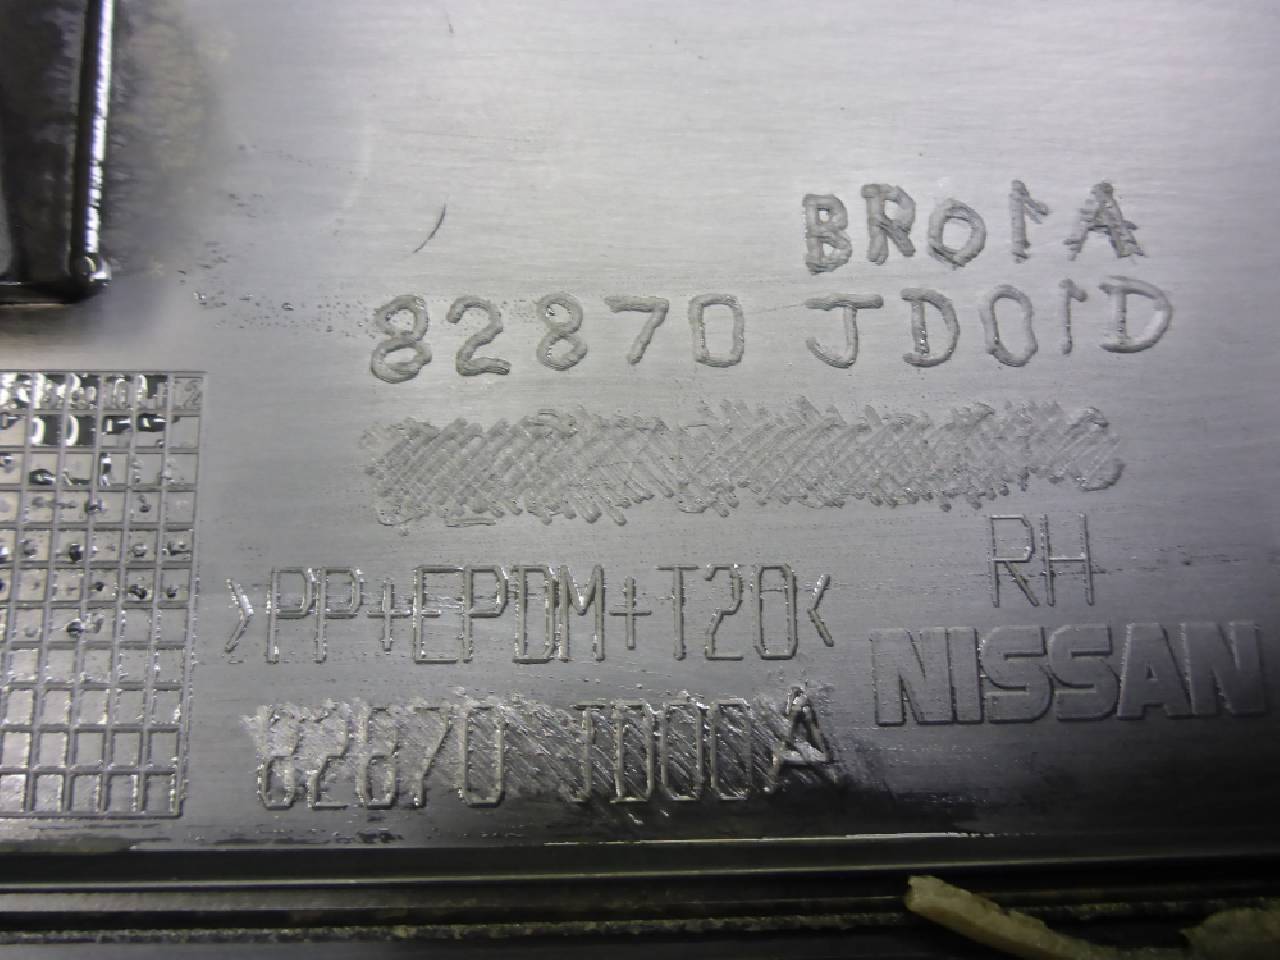 BR01A
82870 JD01D
>PP+EPDM+T20<
RH
NISSAN
82870 JD00A